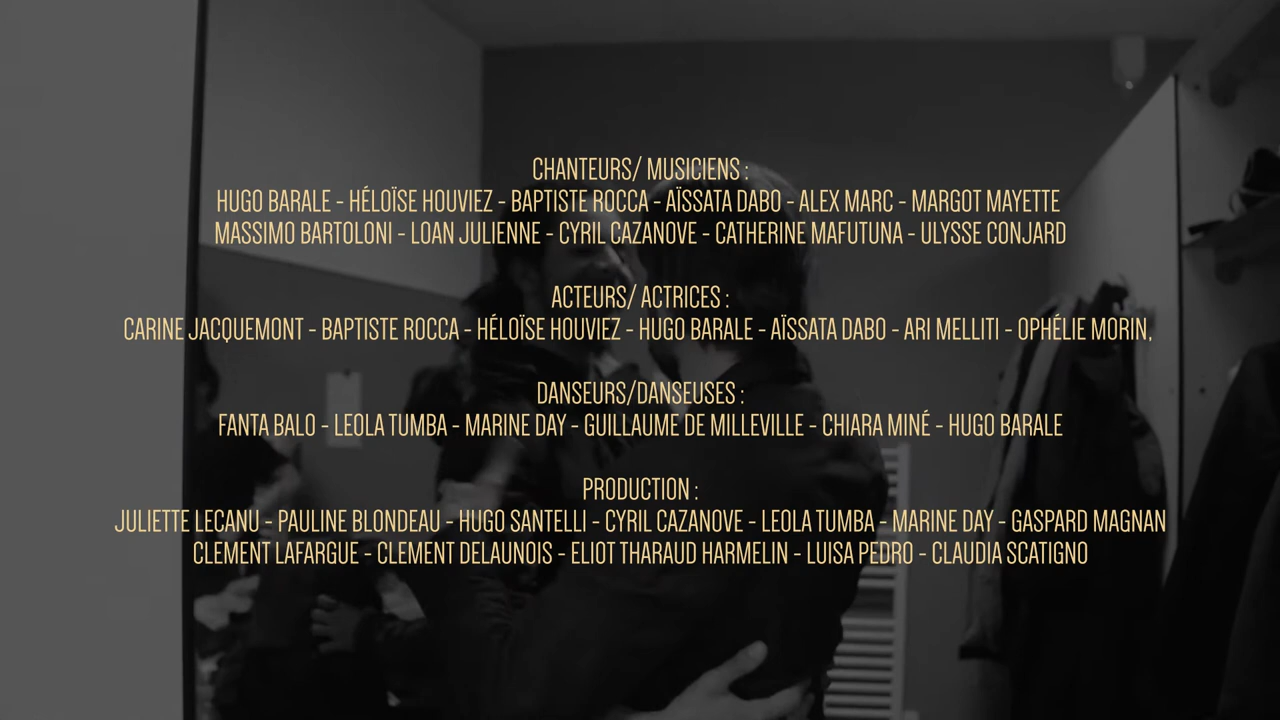 CHANTEURS/ MUSICIENS :
HUGO BARALE - HÉLOÏSE HOUVIEZ - BAPTISTE ROCCA - AÏSSATA DABO - ALEX MARC - MARGOT MAYETTE
MASSIMO BARTOLONI - LOAN JULIENNE - CYRIL CAZANOVE - CATHERINE MAFUTUNA - ULYSSE CONJARD
ACTEURS/ ACTRICES :
CARINE JACQUEMONT - BAPTISTE ROCCA - HÉLOÏSE HOUVIEZ - HUGO BARALE - AÏSSATA DABO - ARI MELLITI - OPHÉLIE MORIN,
DANSEURS/DANSEUSES :
FANTA BALO - LEOLA TUMBA - MARINE DAY - GUILLAUME DE MILLEVILLE - CHIARA MINÉ - HUGO BARALE
PRODUCTION :
JULIETTE LECANU - PAULINE BLONDEAU - HUGO SANTELLI - CYRIL CAZANOVE - LEOLA TUMBA - MARINE DAY - GASPARD MAGNAN
CLEMENT LAFARGUE - CLEMENT DELAUNOIS - ELIOT THARAUD HARMELIN - LUISA PEDRO - CLAUDIA SCATIGNO